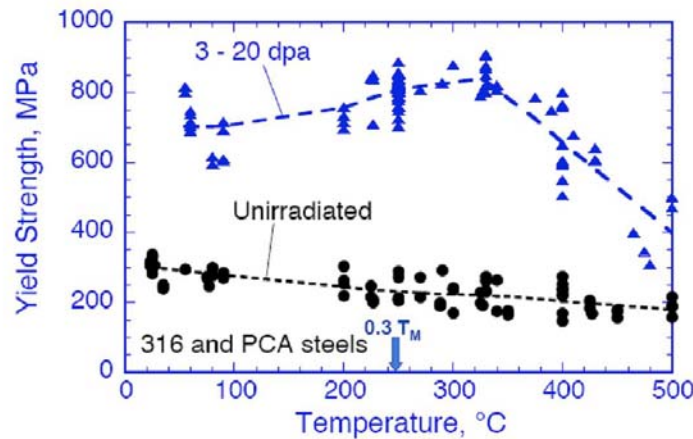 1000
3 - 20 dpa
800
600
Yield Strength, MPa
Unirradiated
400
200
0.3 TM
316 and PCA steels
0
0 100 200 300 400 500
Temperature, °C